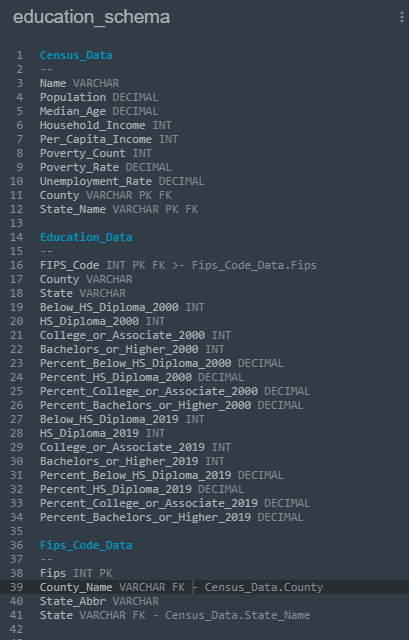 education_schema
1 Census_Data
2 --
3 Name VARCHAR
4 Population DECIMAL
5 Median_Age DECIMAL
6 Household_Income INT
7 Per_Capita_Income INT
8 Poverty_Count INT
9 Poverty_Rate DECIMAL
10 Unemployment_Rate DECIMAL
11 County VARCHAR PK FK
12 State_Name VARCHAR PK FK
13
14 Education_Data
15 --
16 FIPS_Code INT PK FK >- Fips_Code_Data.Fips
17 County VARCHAR
18 State VARCHAR
19 Below_HS_Diploma_2000 INT
20 HS_Diploma_2000 INT
21 College_or_Associate_2000 INT
22 Bachelors_or_Higher_2000 INT
23 Percent_Below_HS_Diploma_2000 DECIMAL
24 Percent_HS_Diploma_2000 DECIMAL
25 Percent_College_or_Associate_2000 DECIMAL
26 Percent_Bachelors_or_Higher_2000 DECIMAL
27 Below_HS_Diploma_2019 INT
28 HS_Diploma_2019 INT
29 College_or_Associate_2019 INT
30 Bachelors_or_Higher_2019 INT
31 Percent_Below_HS_Diploma_2019 DECIMAL
32 Percent_HS_Diploma_2019 DECIMAL
33 Percent_College_or_Associate_2019 DECIMAL
34 Percent_Bachelors_or_Higher_2019 DECIMAL
35
36 Fips_Code_Data
37 --
38 Fips INT PK
39 County_Name VARCHAR FK - Census_Data.County
40 State_Abbr VARCHAR
41 State VARCHAR FK - Census_Data.State_Name
42